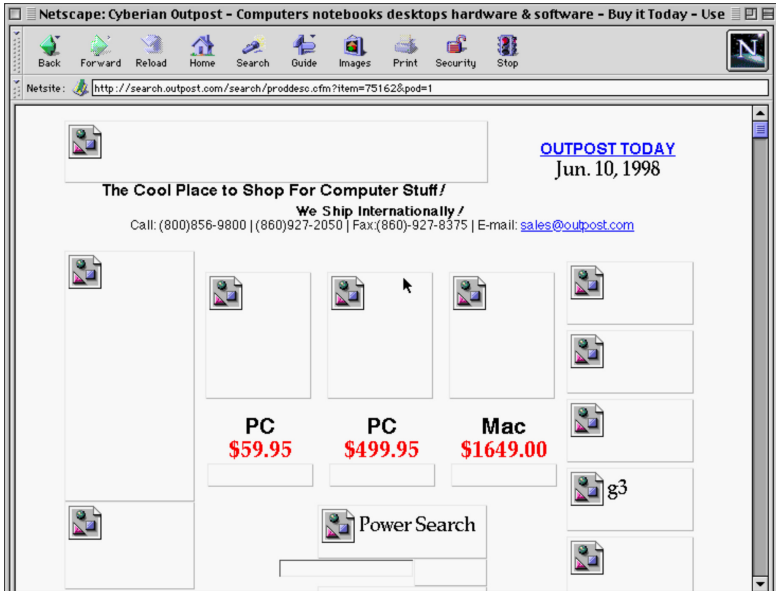 Netscape: Cyberian Outpost - Computers notebooks desktops hardware & software - Buy it Today - Use
Back Forward Reload Home Search Guide Images Print Security Stop
N
Netsite: http://search.outpost.com/search/proddesc.cfm?item=75162&pod=1
OUTPOST TODAY
Jun. 10, 1998
The Cool Place to Shop For Computer Stuff!
We Ship Internationally!
Call: (800)856-9800 | (860)927-2050 | Fax:(860)-927-8375 | E-mail: sales@outpost.com
PC PC Mac
$59.95 $499.95 $1649.00
g3
Power Search